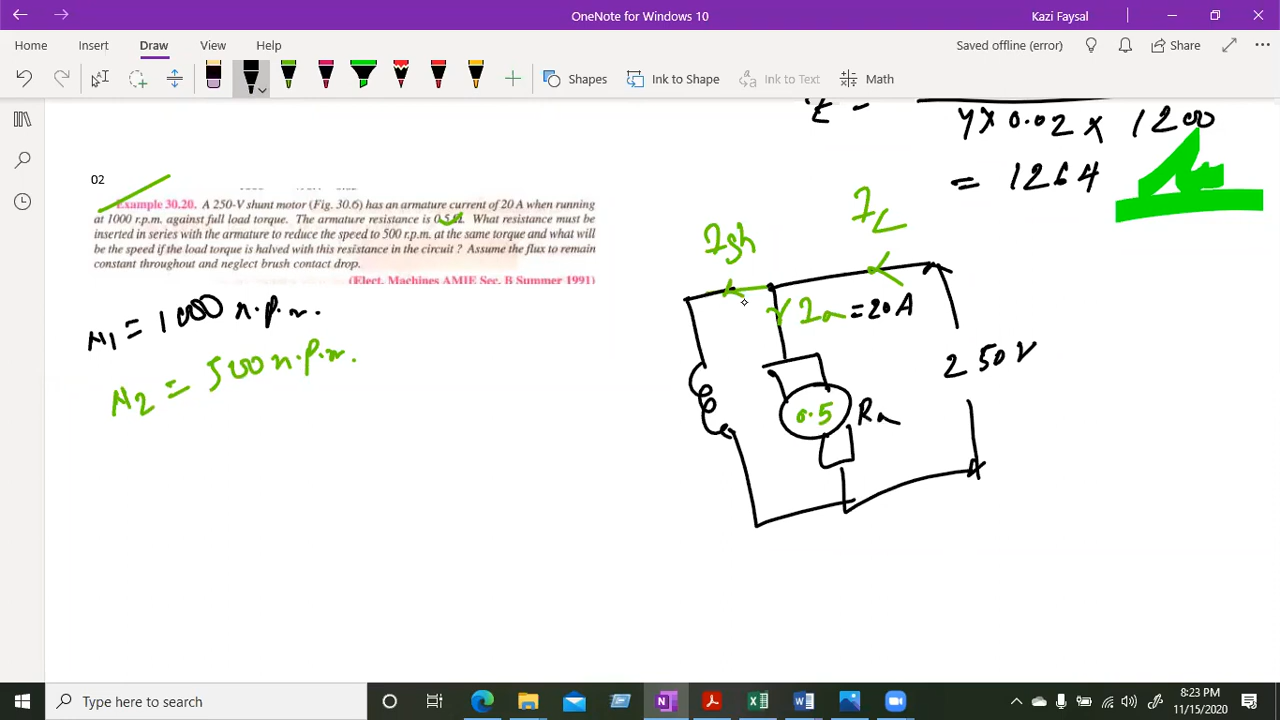 OneNote for Windows 10
Kazi Faysal
Home Insert Draw View Help
Saved offline (error)
Share
Shapes
Ink to Shape
Ink to Text
Math
4 x 0.02 x 1200
= 1264
02
Example 30.20. A 250-V shunt motor (Fig. 30.6) has an armature current of 20 A when running
at 1000 r.p.m. against full load torque. The armature resistance is 0.5 Ω. What resistance must be
inserted in series with the armature to reduce the speed to 500 r.p.m. at the same torque and what will
be the speed if the load torque is halved with this resistance in the circuit ? Assume the flux to remain
constant throughout and neglect brush contact drop.
(Elect. Machines AMIE Sec. B Summer 1991)
N1 = 1000 r.p.m.
N2 = 500 r.p.m.
IL
Ish
Ia = 20 A
250 V
0.5 Ra
Type here to search
8:23 PM
11/15/2020